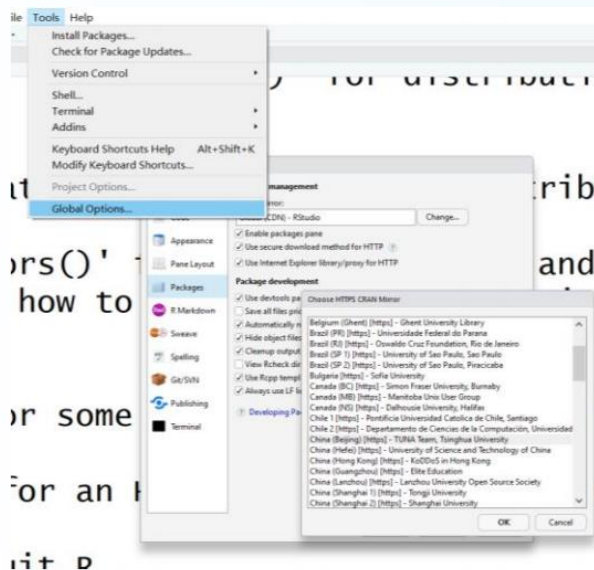 Tools Help
Install Packages...
Check for Package Updates...
Version Control
Shell...
Terminal
Addins
Keyboard Shortcuts Help Alt+Shift+K
Modify Keyboard Shortcuts...
Project Options...
Global Options...
for
how to
and
or some
for an
R
Change...
(CDN) - RStudio
Enable packages pane
Use secure download method for HTTP
Use Internet Explorer library/proxy for HTTP
Package development
Use devtools
Save all files
Automatically
Hide object files
Cleanup output
View Rcheck
Use Rcpp
Always use LF
Developing
Appearance
Pane Layout
Packages
R Markdown
Sweave
Spelling
Git/SVN
Publishing
Terminal
Choose HTTPS CRAN Mirror
Belgium (Ghent) [https] - Ghent University Library
Brazil (PR) [https] - Universidade Federal do Parana
Brazil (RJ) [https] - Oswaldo Cruz Foundation, Rio de Janeiro
Brazil (SP 1) [https] - University of Sao Paulo, Sao Paulo
Brazil (SP 2) [https] - University of Sao Paulo, Piracicaba
Bulgaria [https] - Sofia University
Canada (BC) [https] - Simon Fraser University, Burnaby
Canada (MB) [https] - Manitoba Unix User Group
Canada (NS) [https] - Dalhousie University, Halifax
Chile 1 [https] - Pontificia Universidad Catolica de Chile, Santiago
Chile 2 [https] - Departamento de Ciencias de la Computación, Universidad
China (Beijing) [https] - TUNA Team, Tsinghua University
China (Hefei) [https] - University of Science and Technology of China
China (Hong Kong) [https] - KoDDoS in Hong Kong
China (Guangzhou) [https] - Elite Education
China (Lanzhou) [https] - Lanzhou University Open Source Society
China (Shanghai 1) [https] - Tongji University
China (Shanghai 2) [https] - Shanghai University
OK Cancel